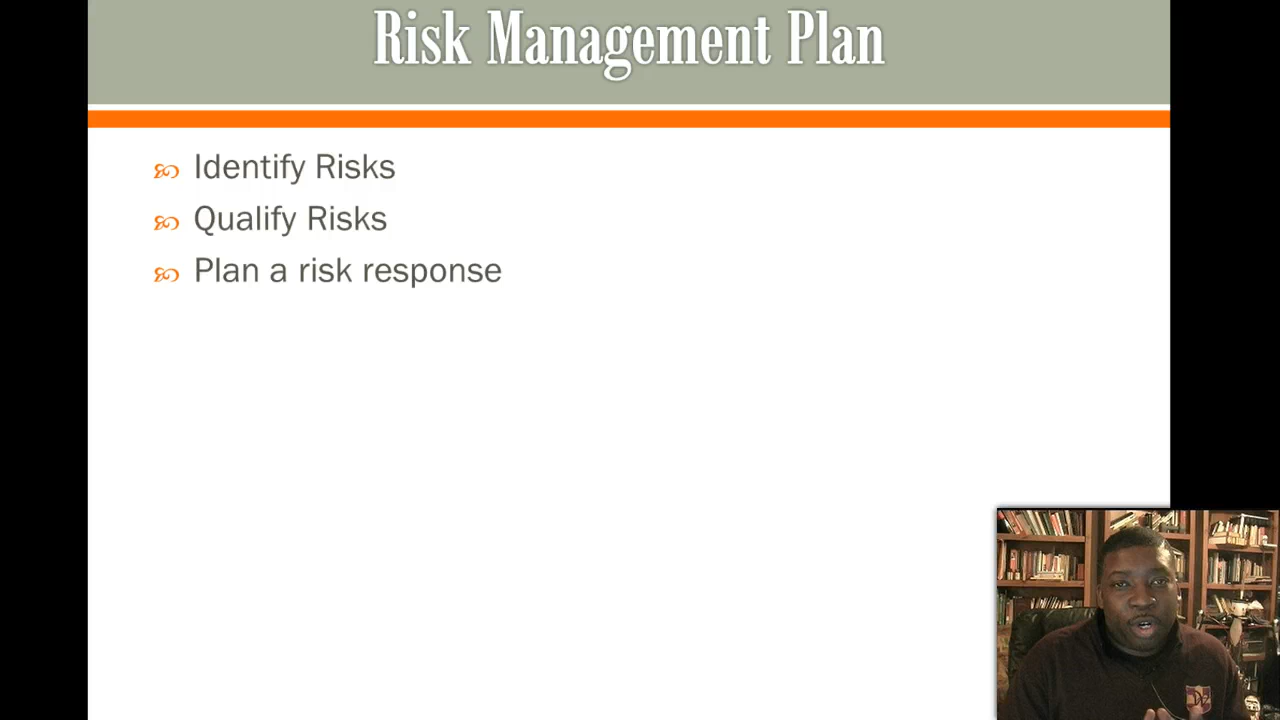 Risk Management Plan
Identify Risks
Qualify Risks
Plan a risk response